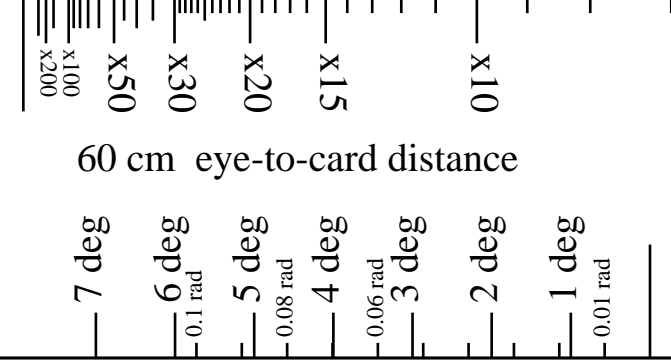 x200 x100 x50 x30 x20 x15 x10
60 cm eye-to-card distance
7 deg 6 deg 0.1 rad 5 deg 0.08 rad 4 deg 0.06 rad 3 deg 2 deg 1 deg 0.01 rad